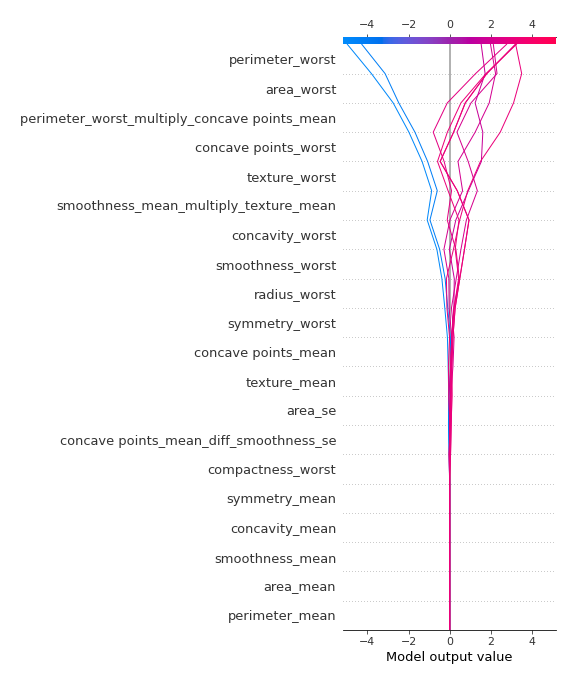 −4 −2 0 2 4
perimeter_worst
area_worst
perimeter_worst_multiply_concave points_mean
concave points_worst
texture_worst
smoothness_mean_multiply_texture_mean
concavity_worst
smoothness_worst
radius_worst
symmetry_worst
concave points_mean
texture_mean
area_se
concave points_mean_diff_smoothness_se
compactness_worst
symmetry_mean
concavity_mean
smoothness_mean
area_mean
perimeter_mean
−4 −2 0 2 4
Model output value